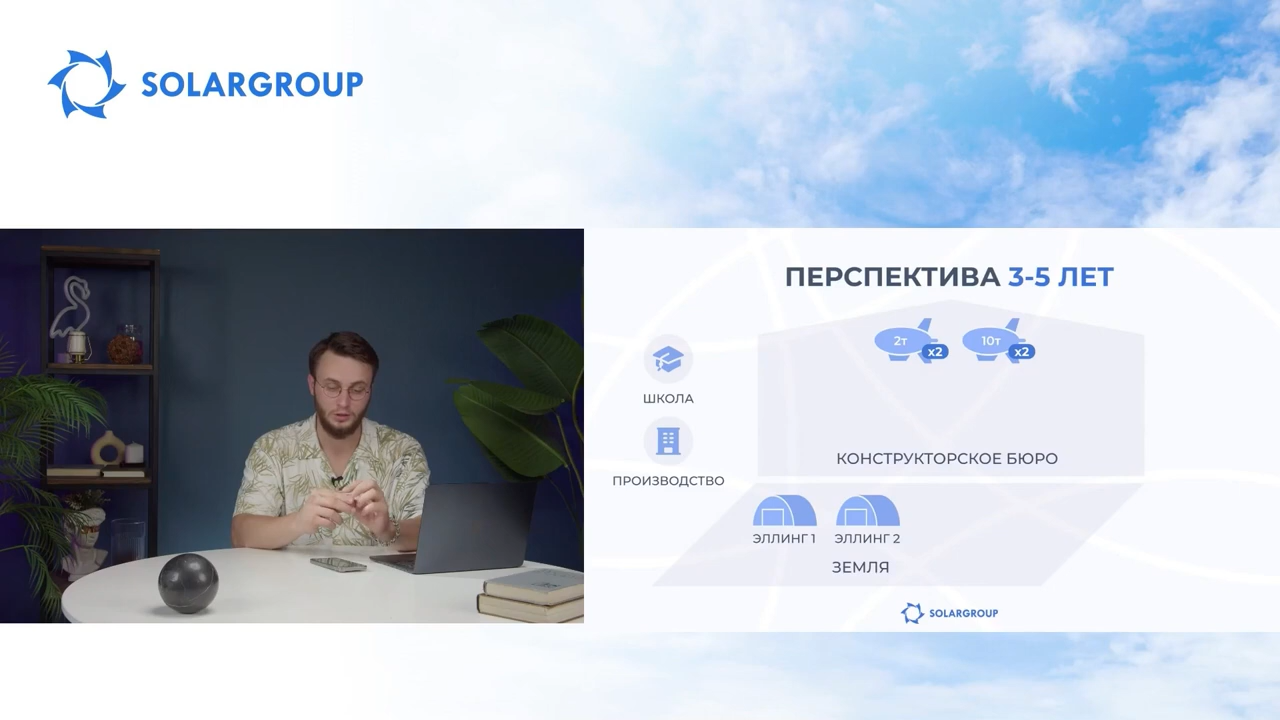 SOLARGROUP
ПЕРСПЕКТИВА 3-5 ЛЕТ
2т
x2
10т
x2
ШКОЛА
ПРОИЗВОДСТВО
КОНСТРУКТОРСКОЕ БЮРО
ЭЛЛИНГ 1
ЭЛЛИНГ 2
ЗЕМЛЯ
SOLARGROUP